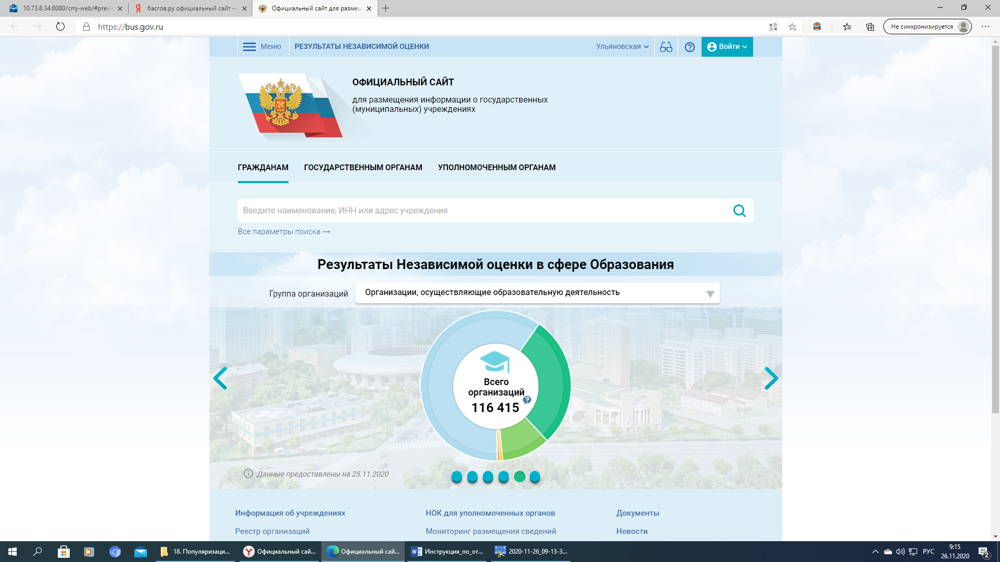 10.73.8.34:8080/cmj-web/#previ
басгов.ру официальный сайт —
Официальный сайт для размещ
https://bus.gov.ru
Не синхронизируется
Меню
РЕЗУЛЬТАТЫ НЕЗАВИСИМОЙ ОЦЕНКИ
Ульяновская
Войти
ОФИЦИАЛЬНЫЙ САЙТ
для размещения информации о государственных
(муниципальных) учреждениях
ГРАЖДАНАМ
ГОСУДАРСТВЕННЫМ ОРГАНАМ
УПОЛНОМОЧЕННЫМ ОРГАНАМ
Введите наименование, ИНН или адрес учреждения
Все параметры поиска →
Результаты Независимой оценки в сфере Образования
Группа организаций
Организации, осуществляющие образовательную деятельность
Всего
организаций
116 415
Данные предоставлены на 25.11.2020
Информация об учреждениях
НОК для уполномоченных органов
Документы
Реестр организаций
Мониторинг размещения сведений
Новости
18. Популяризаци...
Официальный сай...
Официальный сай...
Инструкция_по_от...
2020-11-26_09-13-3...
РУС
9:15
26.11.2020
2